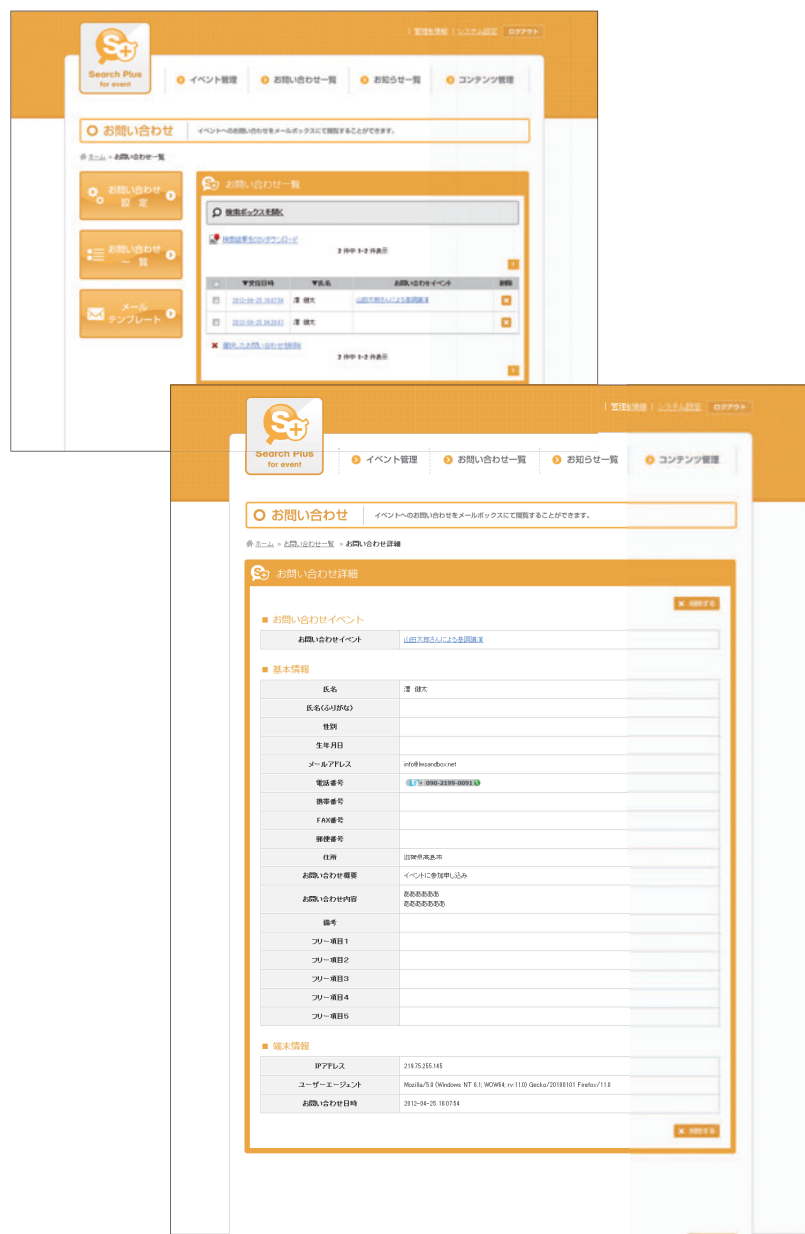 管理者情報 | システム設定 ログアウト
S+
Search Plus
for event
イベント管理 お問い合わせ一覧 お知らせ一覧 コンテンツ管理
お問い合わせ イベントへのお問い合わせをメールボックスにて閲覧することができます。
ホーム » お問い合わせ一覧
お問い合わせ
設 定
お問い合わせ
一 覧
メール
テンプレート
お問い合わせ一覧
検索ボックスを開く
検索結果をCSVダウンロード
2 件中 1-2 件表示
1
▼受信日時 ▼氏名 お問い合わせイベント 削除
2012-04-25 16:07:54 澤 健太 山田太郎さんによる基調講演
澤 健太
選択したお問い合わせを削除
2 件中 1-2 件表示
1
管理者情報 | システム設定 ログアウト
S+
Search Plus
for event
イベント管理 お問い合わせ一覧 お知らせ一覧 コンテンツ管理
お問い合わせ イベントへのお問い合わせをメールボックスにて閲覧することができます。
ホーム » お問い合わせ一覧 » お問い合わせ詳細
S+ お問い合わせ詳細
× 削除する
■ お問い合わせイベント
お問い合わせイベント 山田太郎さんによる基調講演
■ 基本情報
氏名 澤 健太
氏名(ふりがな)
性別
生年月日
メールアドレス info@lwsandbox.net
電話番号 090-2199-0091
携帯番号
FAX番号
郵便番号
住所 滋賀県高島市
お問い合わせ概要 イベントに参加申し込み
お問い合わせ内容 ああああああ
あああああああ
備考
フリー項目1
フリー項目2
フリー項目3
フリー項目4
フリー項目5
■ 端末情報
IPアドレス 219.75.255.145
ユーザーエージェント Mozilla/5.0 (Windows NT 6.1; WOW64; rv:11.0) Gecko/20100101 Firefox/11.0
お問い合わせ日時 2012-04-25 16:07:54
× 削除する